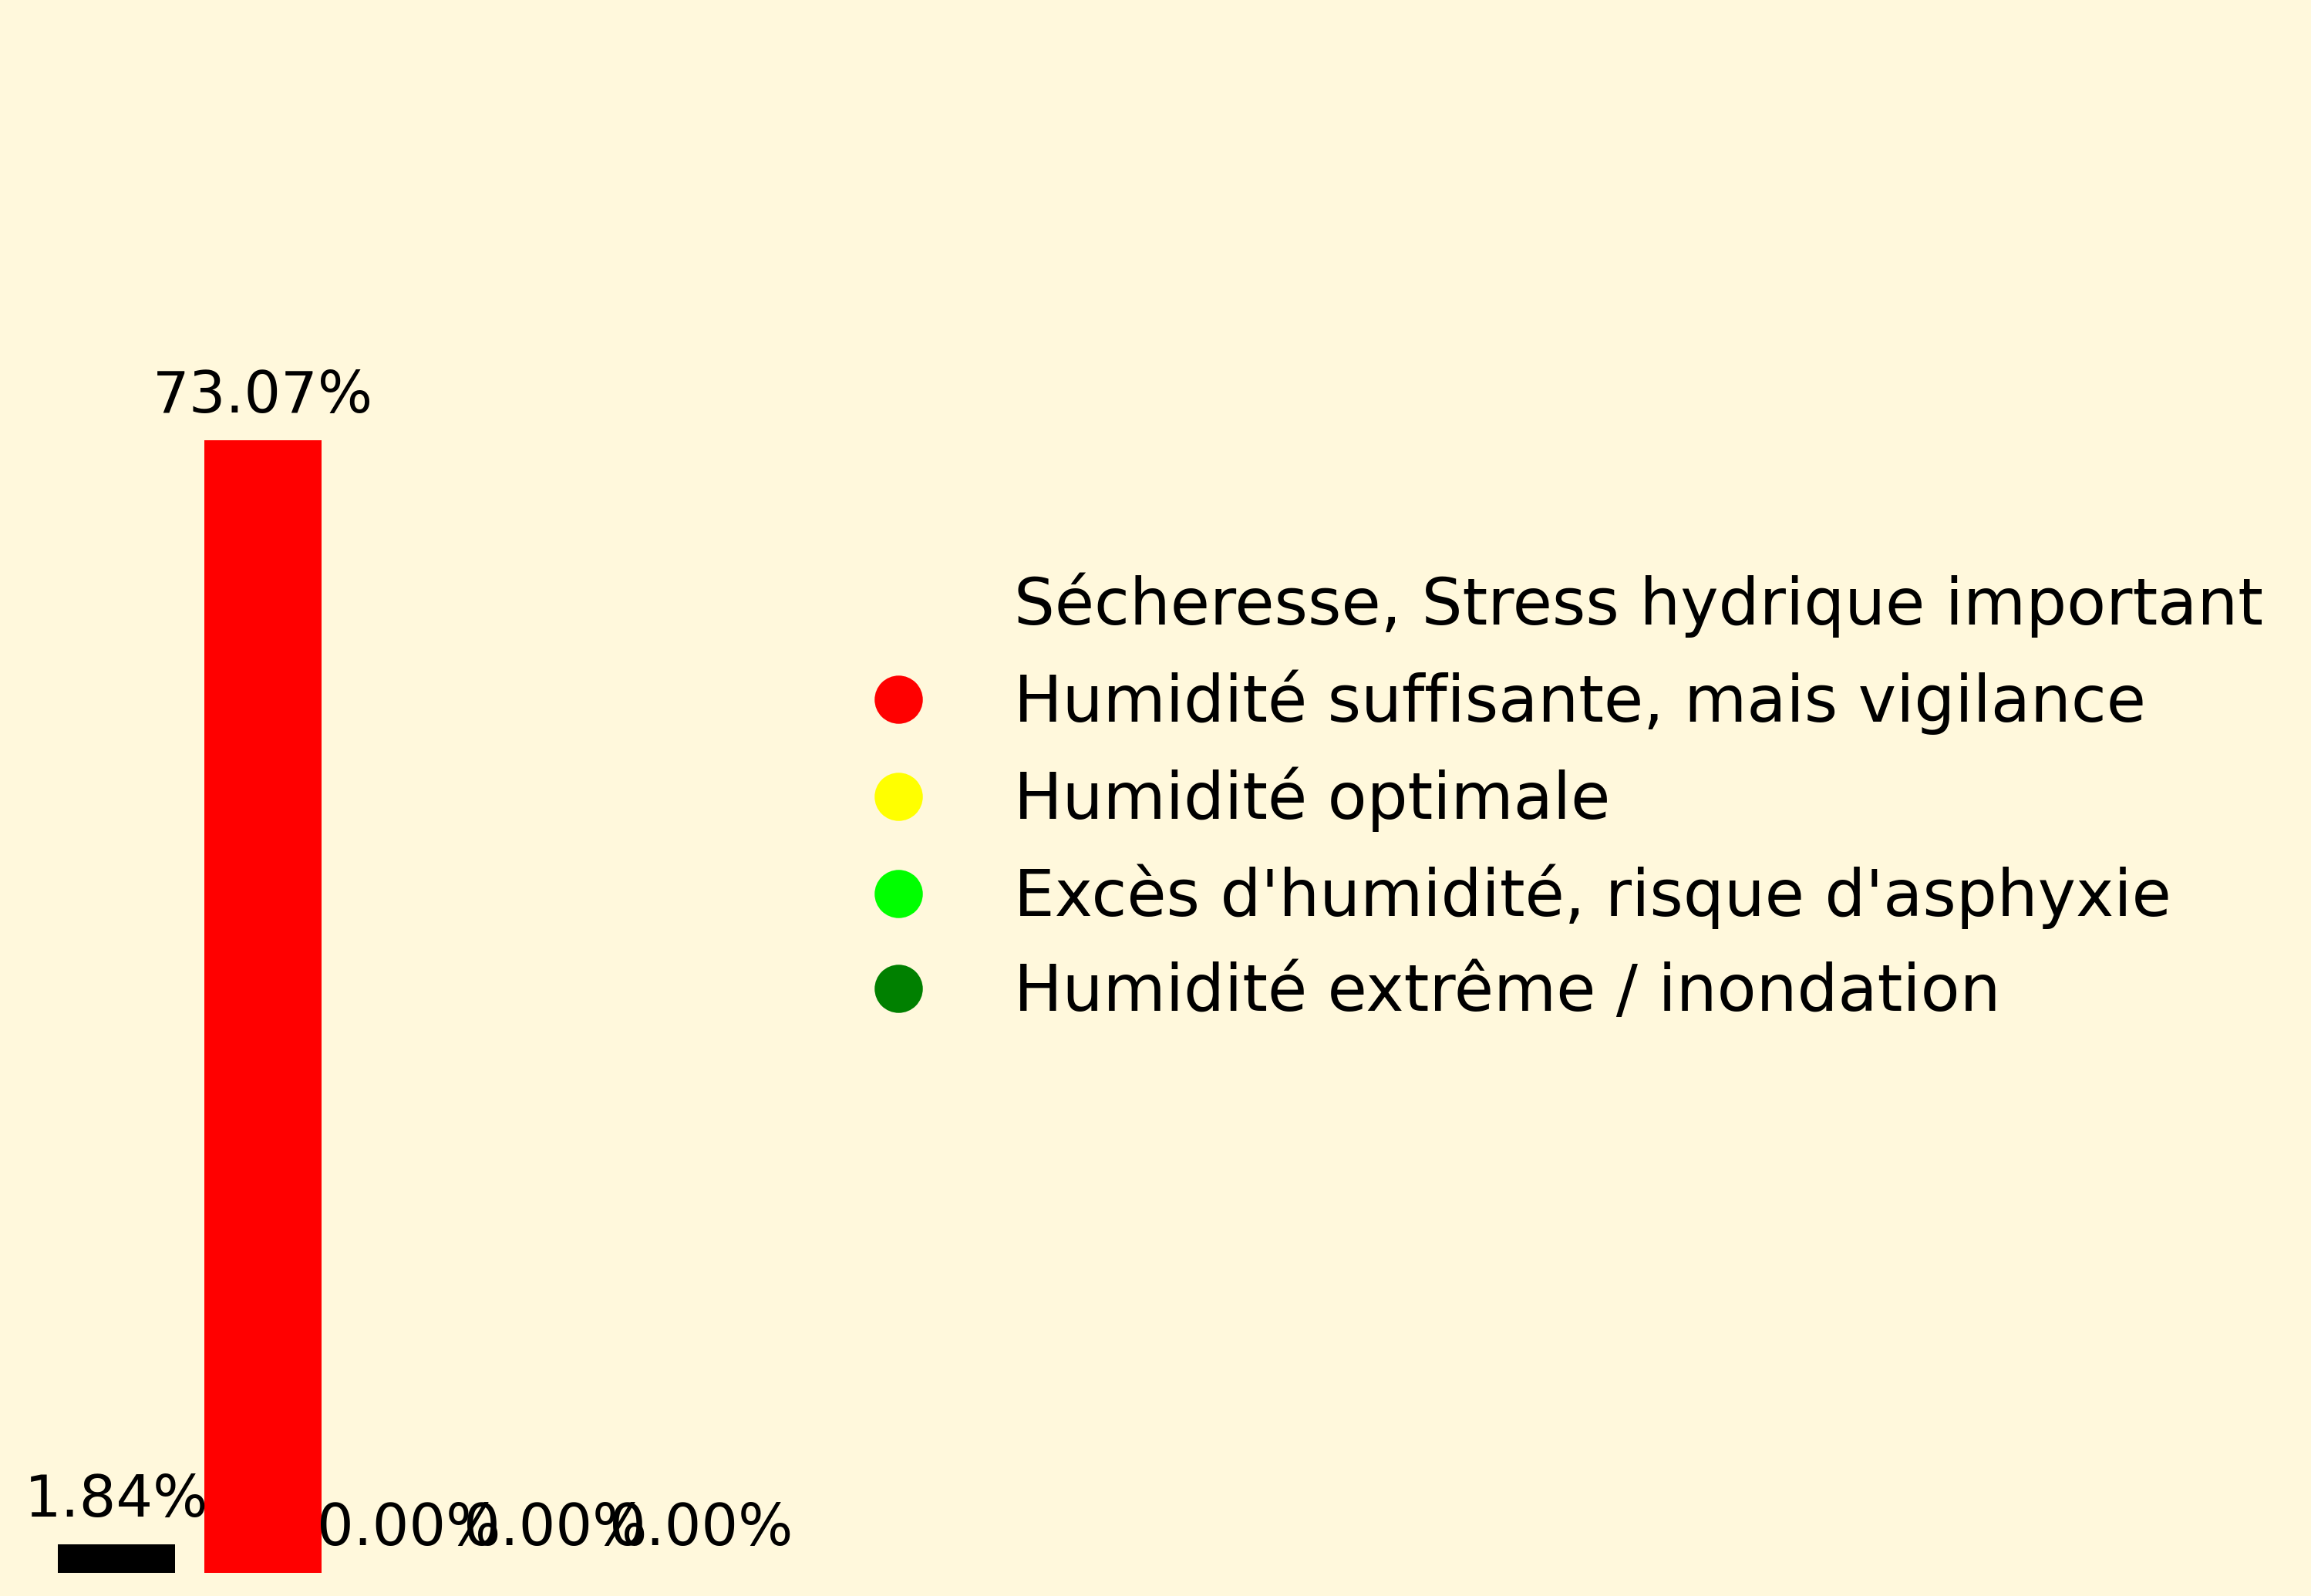 73.07%
Sécheresse, Stress hydrique important
Humidité suffisante, mais vigilance
Humidité optimale
Excès d'humidité, risque d'asphyxie
Humidité extrême / inondation
1.84%
0.00% 0.00% 0.00%